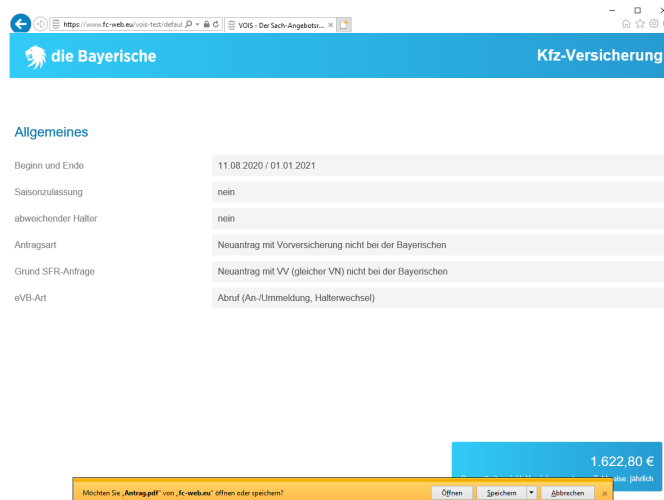 https://www.fc-web.eu/vois-test/defaul
VOIS - Der Sach-Angebotsr...
die Bayerische
Kfz-Versicherung
Allgemeines
Beginn und Ende 11.08.2020 / 01.01.2021
Saisonzulassung nein
abweichender Halter nein
Antragsart Neuantrag mit Vorversicherung nicht bei der Bayerischen
Grund SFR-Anfrage Neuantrag mit VV (gleicher VN) nicht bei der Bayerischen
eVB-Art Abruf (An-/Ummeldung, Halterwechsel)
1.622,80 €
jährlich
Möchten Sie „Antrag.pdf“ von „fc-web.eu“ öffnen oder speichern?
Öffnen Speichern Abbrechen